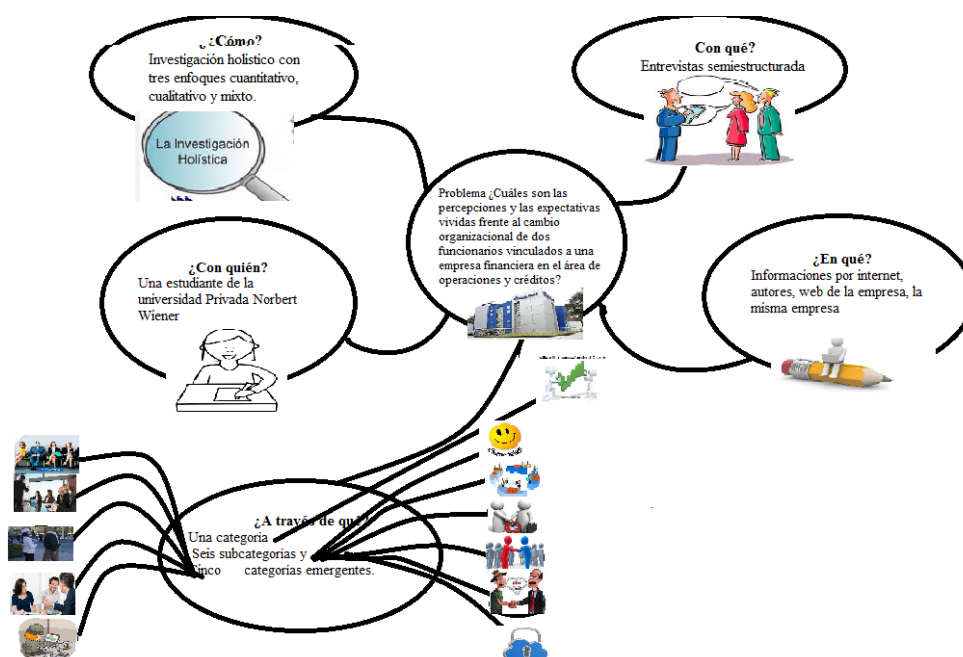 ¿¿Cómo?
Investigación holístico con
tres enfoques cuantitativo,
cualitativo y mixto.
La Investigación
Holística
Con qué?
Entrevistas semiestructurada
Problema ¿Cuáles son las
percepciones y las expectativas
vividas frente al cambio
organizacional de dos
funcionarios vinculados a una
empresa financiera en el área de
operaciones y créditos?
¿Con quién?
Una estudiante de la
universidad Privada Norbert
Wiener
¿En qué?
Informaciones por internet,
autores, web de la empresa, la
misma empresa
¿A través de qué?
Una categoría
Seis subcategorías y
Cinco categorías emergentes.